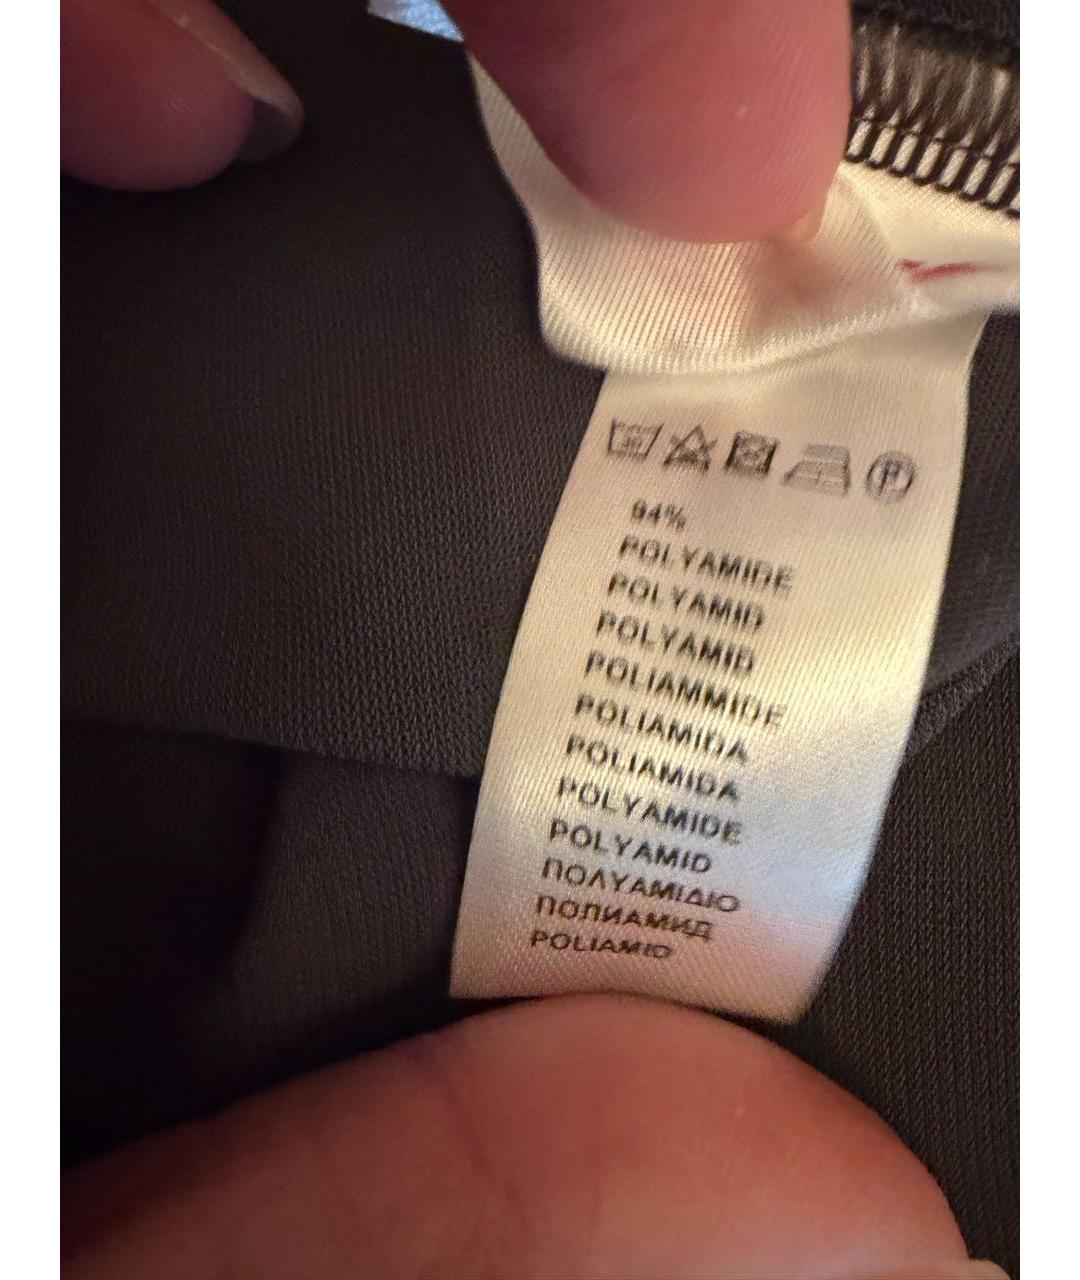 94%
POLYAMIDE
POLYAMID
POLYAMID
POLIAMMIDE
POLIAMIDA
POLIAMIDA
POLYAMIDE
POLYAMID
ΠΟΛΥΑΜΙΔΙΟ
ПОЛИАМИД
POLIAMID